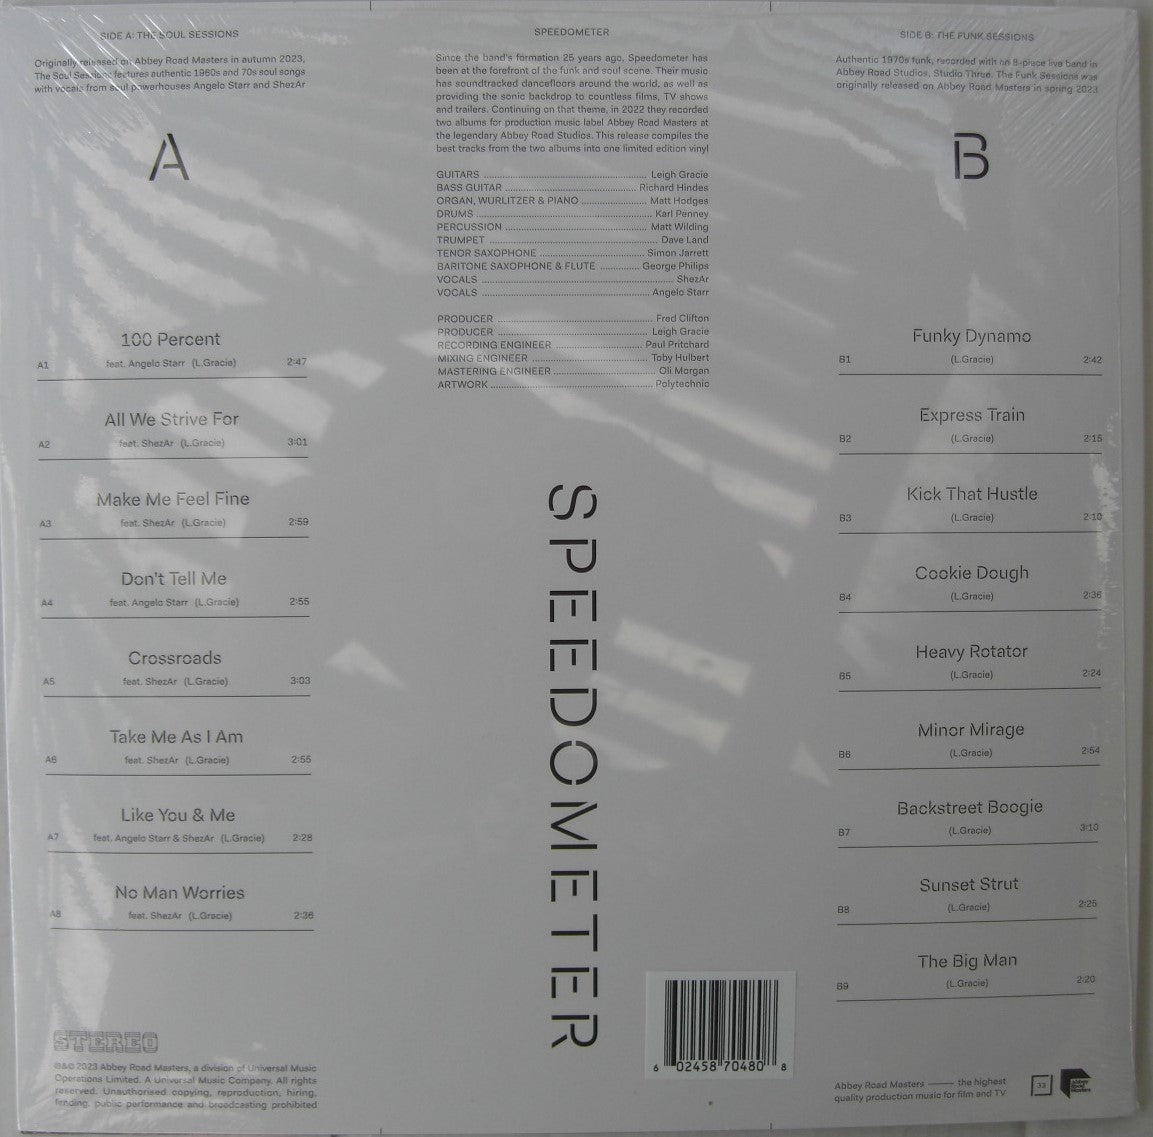 SIDE A: THE SOUL SESSIONS
Originally released on Abbey Road Masters in autumn 2023,
The Soul Sessions features authentic 1960s and 70s soul songs
with vocals from soul powerhouses Angelo Starr and ShezAr
A
100 Percent
A1 feat. Angelo Starr (L.Gracie) 2:47
All We Strive For
A2 feat. ShezAr (L.Gracie) 3:01
Make Me Feel Fine
A3 feat. ShezAr (L.Gracie) 2:59
Don't Tell Me
A4 feat. Angelo Starr (L.Gracie) 2:55
Crossroads
A5 feat. ShezAr (L.Gracie) 3:03
Take Me As I Am
A6 feat. ShezAr (L.Gracie) 2:55
Like You & Me
A7 feat. Angelo Starr & ShezAr (L.Gracie) 2:28
No Man Worries
A8 feat. ShezAr (L.Gracie) 2:36
STEREO
℗&© 2023 Abbey Road Masters, a division of Universal Music
Operations Limited. A Universal Music Company. All rights
reserved. Unauthorised copying, reproduction, hiring,
lending, public performance and broadcasting prohibited
SPEEDOMETER
Since the band's formation 25 years ago, Speedometer has
been at the forefront of the funk and soul scene. Their music
has soundtracked dancefloors around the world, as well as
providing the sonic backdrop to countless films, TV shows
and trailers. Continuing on that theme, in 2022 they recorded
two albums for production music label Abbey Road Masters at
the legendary Abbey Road Studios. This release compiles the
best tracks from the two albums into one limited edition vinyl
GUITARS ........ Leigh Gracie
BASS GUITAR ........ Richard Hindes
ORGAN, WURLITZER & PIANO ........ Matt Hodges
DRUMS ........ Karl Penney
PERCUSSION ........ Matt Wilding
TRUMPET ........ Dave Land
TENOR SAXOPHONE ........ Simon Jarrett
BARITONE SAXOPHONE & FLUTE ........ George Philips
VOCALS ........ ShezAr
VOCALS ........ Angelo Starr
PRODUCER ........ Fred Clifton
PRODUCER ........ Leigh Gracie
RECORDING ENGINEER ........ Paul Pritchard
MIXING ENGINEER ........ Toby Hulbert
MASTERING ENGINEER ........ Oli Morgan
ARTWORK ........ Polytechnic
SPEEDOMETER
6 02458 70480 8
SIDE B: THE FUNK SESSIONS
Authentic 1970s funk, recorded with an 8-piece live band in
Abbey Road Studios, Studio Three. The Funk Sessions was
originally released on Abbey Road Masters in spring 2023
B
Funky Dynamo
B1 (L.Gracie) 2:42
Express Train
B2 (L.Gracie) 2:15
Kick That Hustle
B3 (L.Gracie) 2:10
Cookie Dough
B4 (L.Gracie) 2:36
Heavy Rotator
B5 (L.Gracie) 2:24
Minor Mirage
B6 (L.Gracie) 2:54
Backstreet Boogie
B7 (L.Gracie) 3:10
Sunset Strut
B8 (L.Gracie) 2:25
The Big Man
B9 (L.Gracie) 2:20
Abbey Road Masters —— the highest
quality production music for film and TV
33
Abbey
Road
Masters